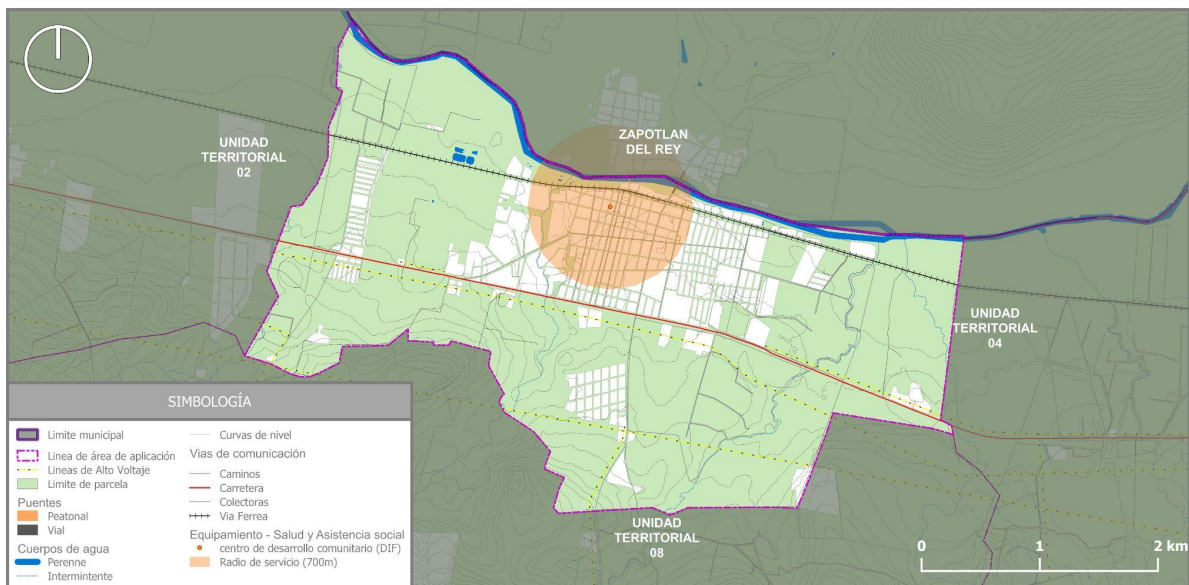 ZAPOTLAN
DEL REY
UNIDAD
TERRITORIAL
02
UNIDAD
TERRITORIAL
04
UNIDAD
TERRITORIAL
08
SIMBOLOGÍA
Limite municipal
Linea de área de aplicación
Lineas de Alto Voltaje
Limite de parcela
Puentes
Peatonal
Vial
Cuerpos de agua
Perenne
Intermintente
Curvas de nivel
Vias de comunicación
Caminos
Carretera
Colectoras
Via Ferrea
Equipamiento - Salud y Asistencia social
centro de desarrollo comunitario (DIF)
Radio de servicio (700m)
0 1 2 km